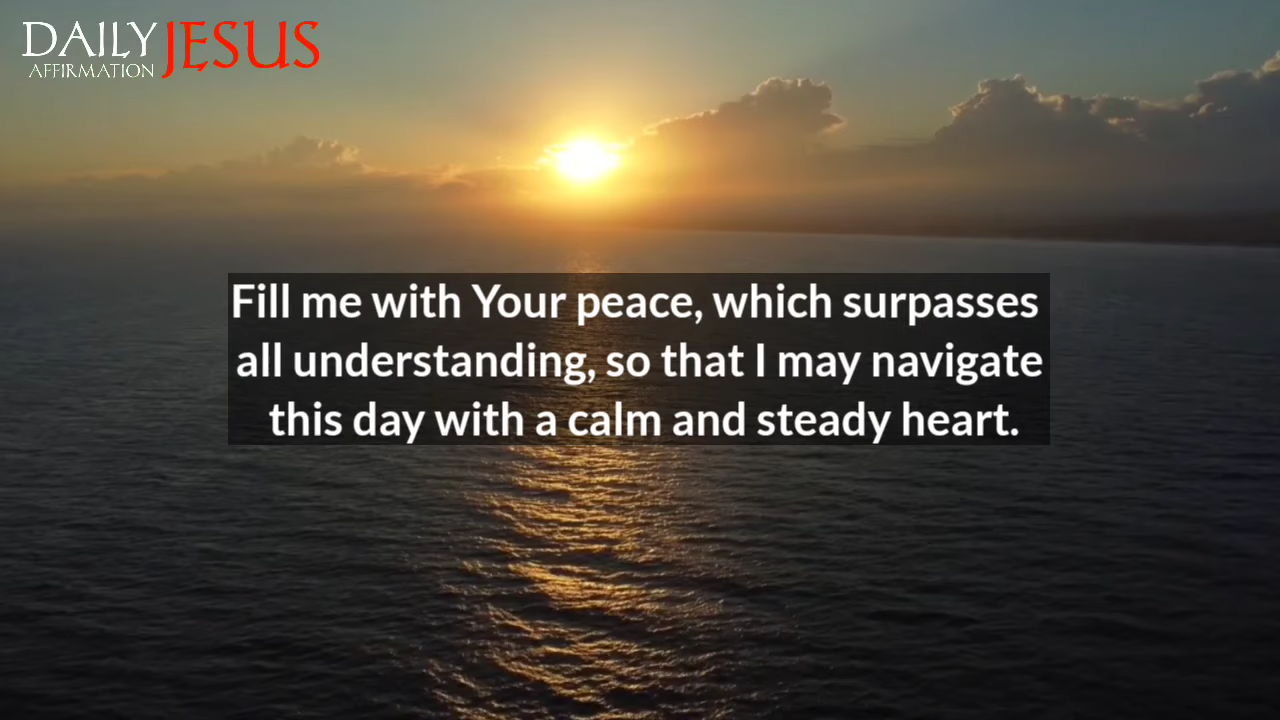 DAILY JESUS
AFFIRMATION
Fill me with Your peace, which surpasses
all understanding, so that I may navigate
this day with a calm and steady heart.